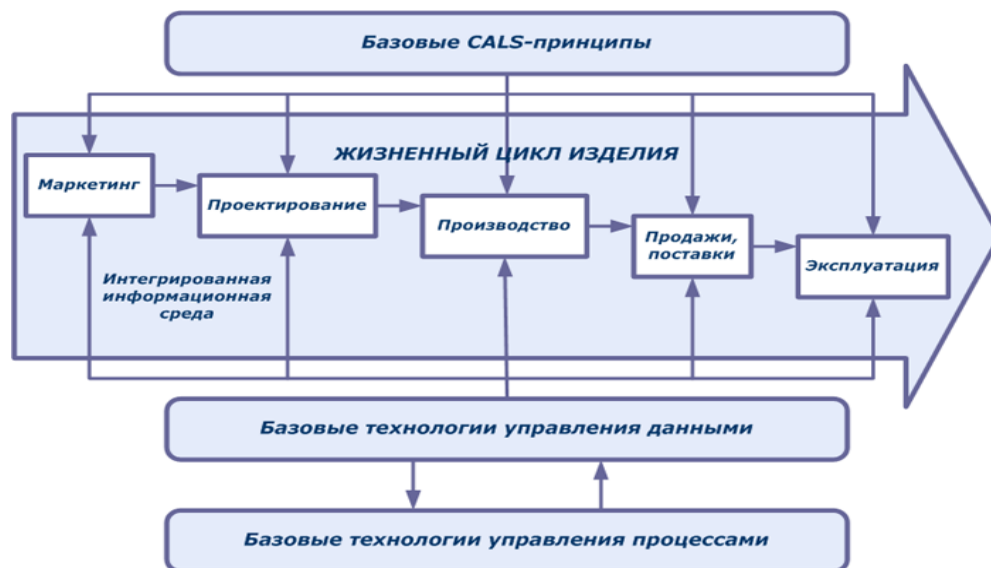 Базовые CALS-принципы
ЖИЗНЕННЫЙ ЦИКЛ ИЗДЕЛИЯ
Маркетинг
Проектирование
Производство
Продажи,
поставки
Эксплуатация
Интегрированная
информационная
среда
Базовые технологии управления данными
Базовые технологии управления процессами